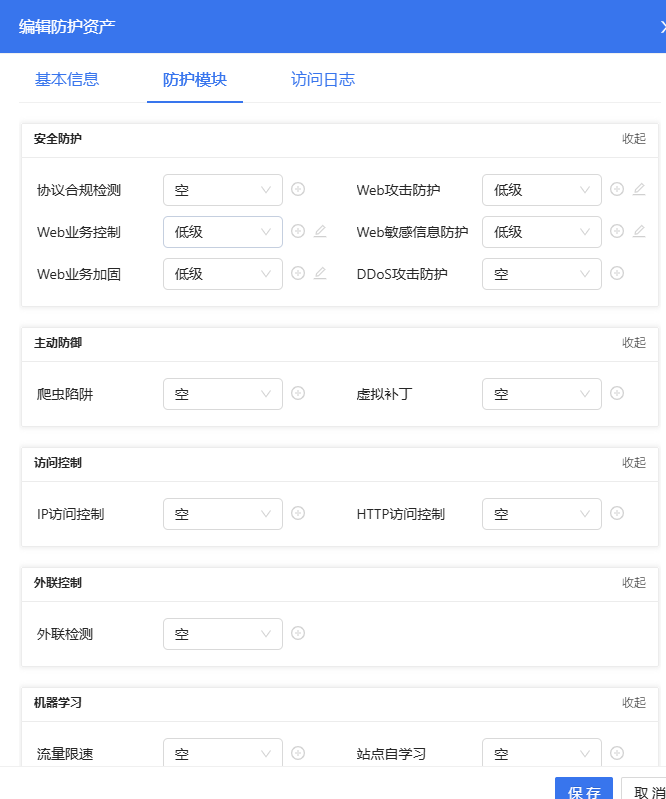 编辑防护资产
基本信息 防护模块 访问日志
安全防护 收起
协议合规检测 空 Web攻击防护 低级
Web业务控制 低级 Web敏感信息防护 低级
Web业务加固 低级 DDoS攻击防护 空
主动防御 收起
爬虫陷阱 空 虚拟补丁 空
访问控制 收起
IP访问控制 空 HTTP访问控制 空
外联控制 收起
外联检测 空
机器学习 收起
流量限速 空 站点自学习 空
保存 取消